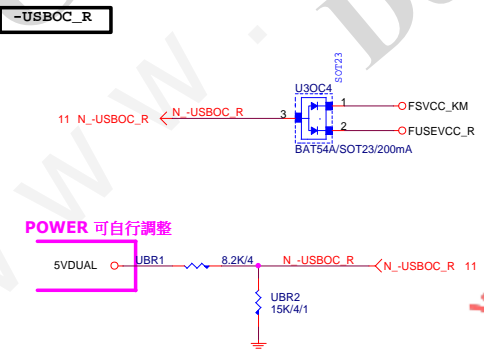 -USBOC_R
SOT23
U3OC4
11 N_-USBOC_R N_-USBOC_R 3 1 FSVCC_KM
2 FUSEVCC_R
BAT54A/SOT23/200mA
POWER 可自行調整
5VDUAL UBR1 8.2K/4 N_-USBOC_R N_-USBOC_R 11
UBR2
15K/4/1